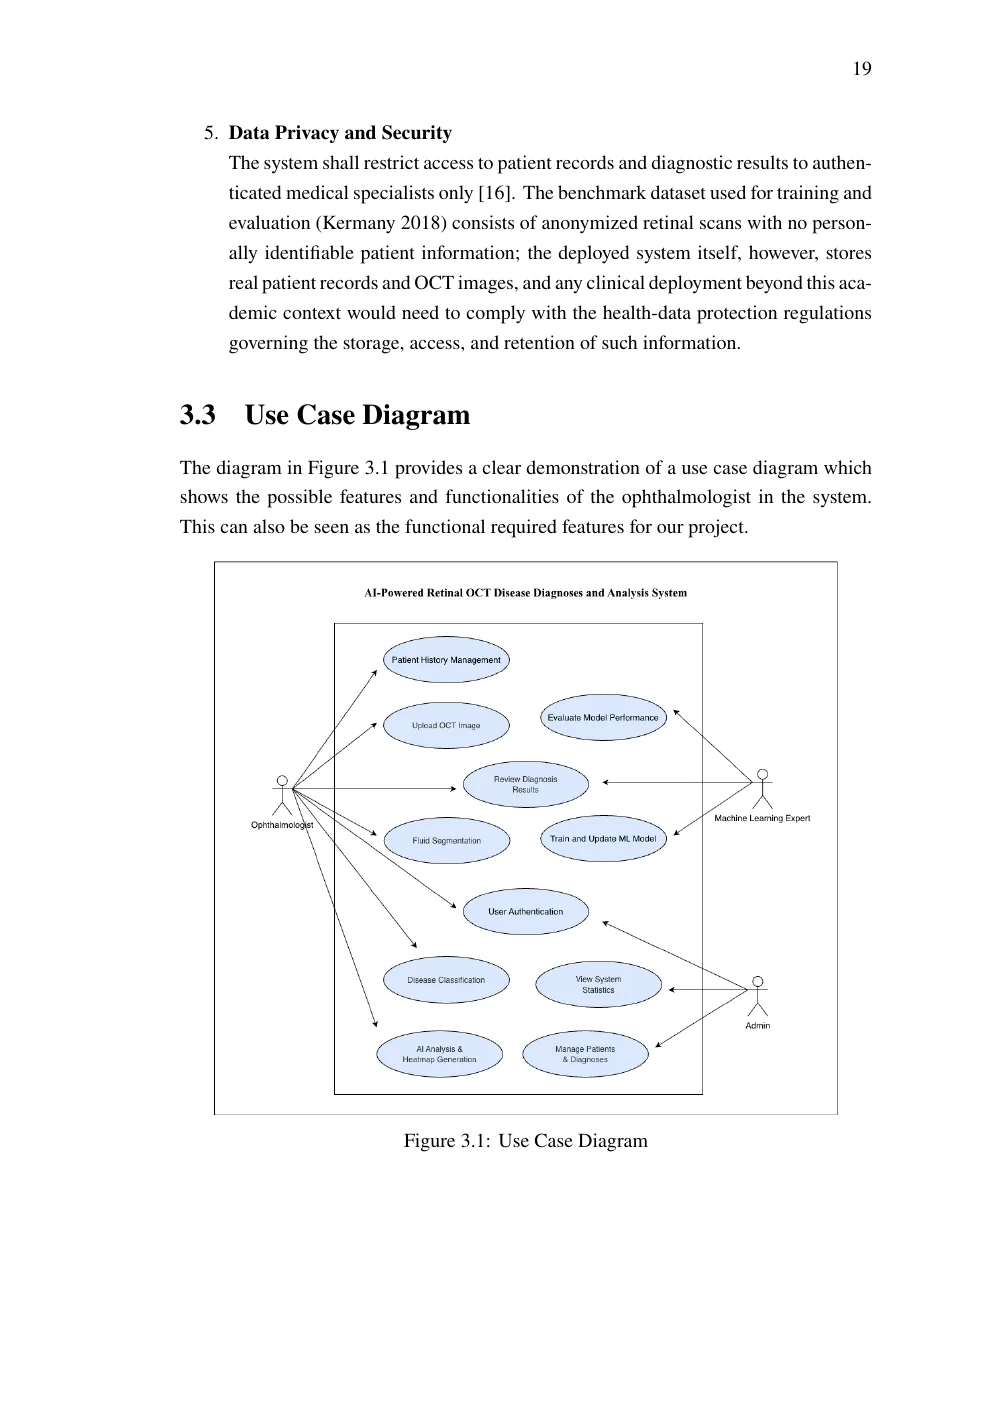 19
5. Data Privacy and Security
The system shall restrict access to patient records and diagnostic results to authen-
ticated medical specialists only [16]. The benchmark dataset used for training and
evaluation (Kermany 2018) consists of anonymized retinal scans with no person-
ally identifiable patient information; the deployed system itself, however, stores
real patient records and OCT images, and any clinical deployment beyond this aca-
demic context would need to comply with the health-data protection regulations
governing the storage, access, and retention of such information.
3.3 Use Case Diagram
The diagram in Figure 3.1 provides a clear demonstration of a use case diagram which
shows the possible features and functionalities of the ophthalmologist in the system.
This can also be seen as the functional required features for our project.
AI-Powered Retinal OCT Disease Diagnoses and Analysis System
Patient History Management
Upload OCT Image
Evaluate Model Performance
Review Diagnosis
Results
Ophthalmologist
Machine Learning Expert
Fluid Segmentation
Train and Update ML Model
User Authentication
Disease Classification
View System
Statistics
Admin
AI Analysis &
Heatmap Generation
Manage Patients
& Diagnoses
Figure 3.1: Use Case Diagram